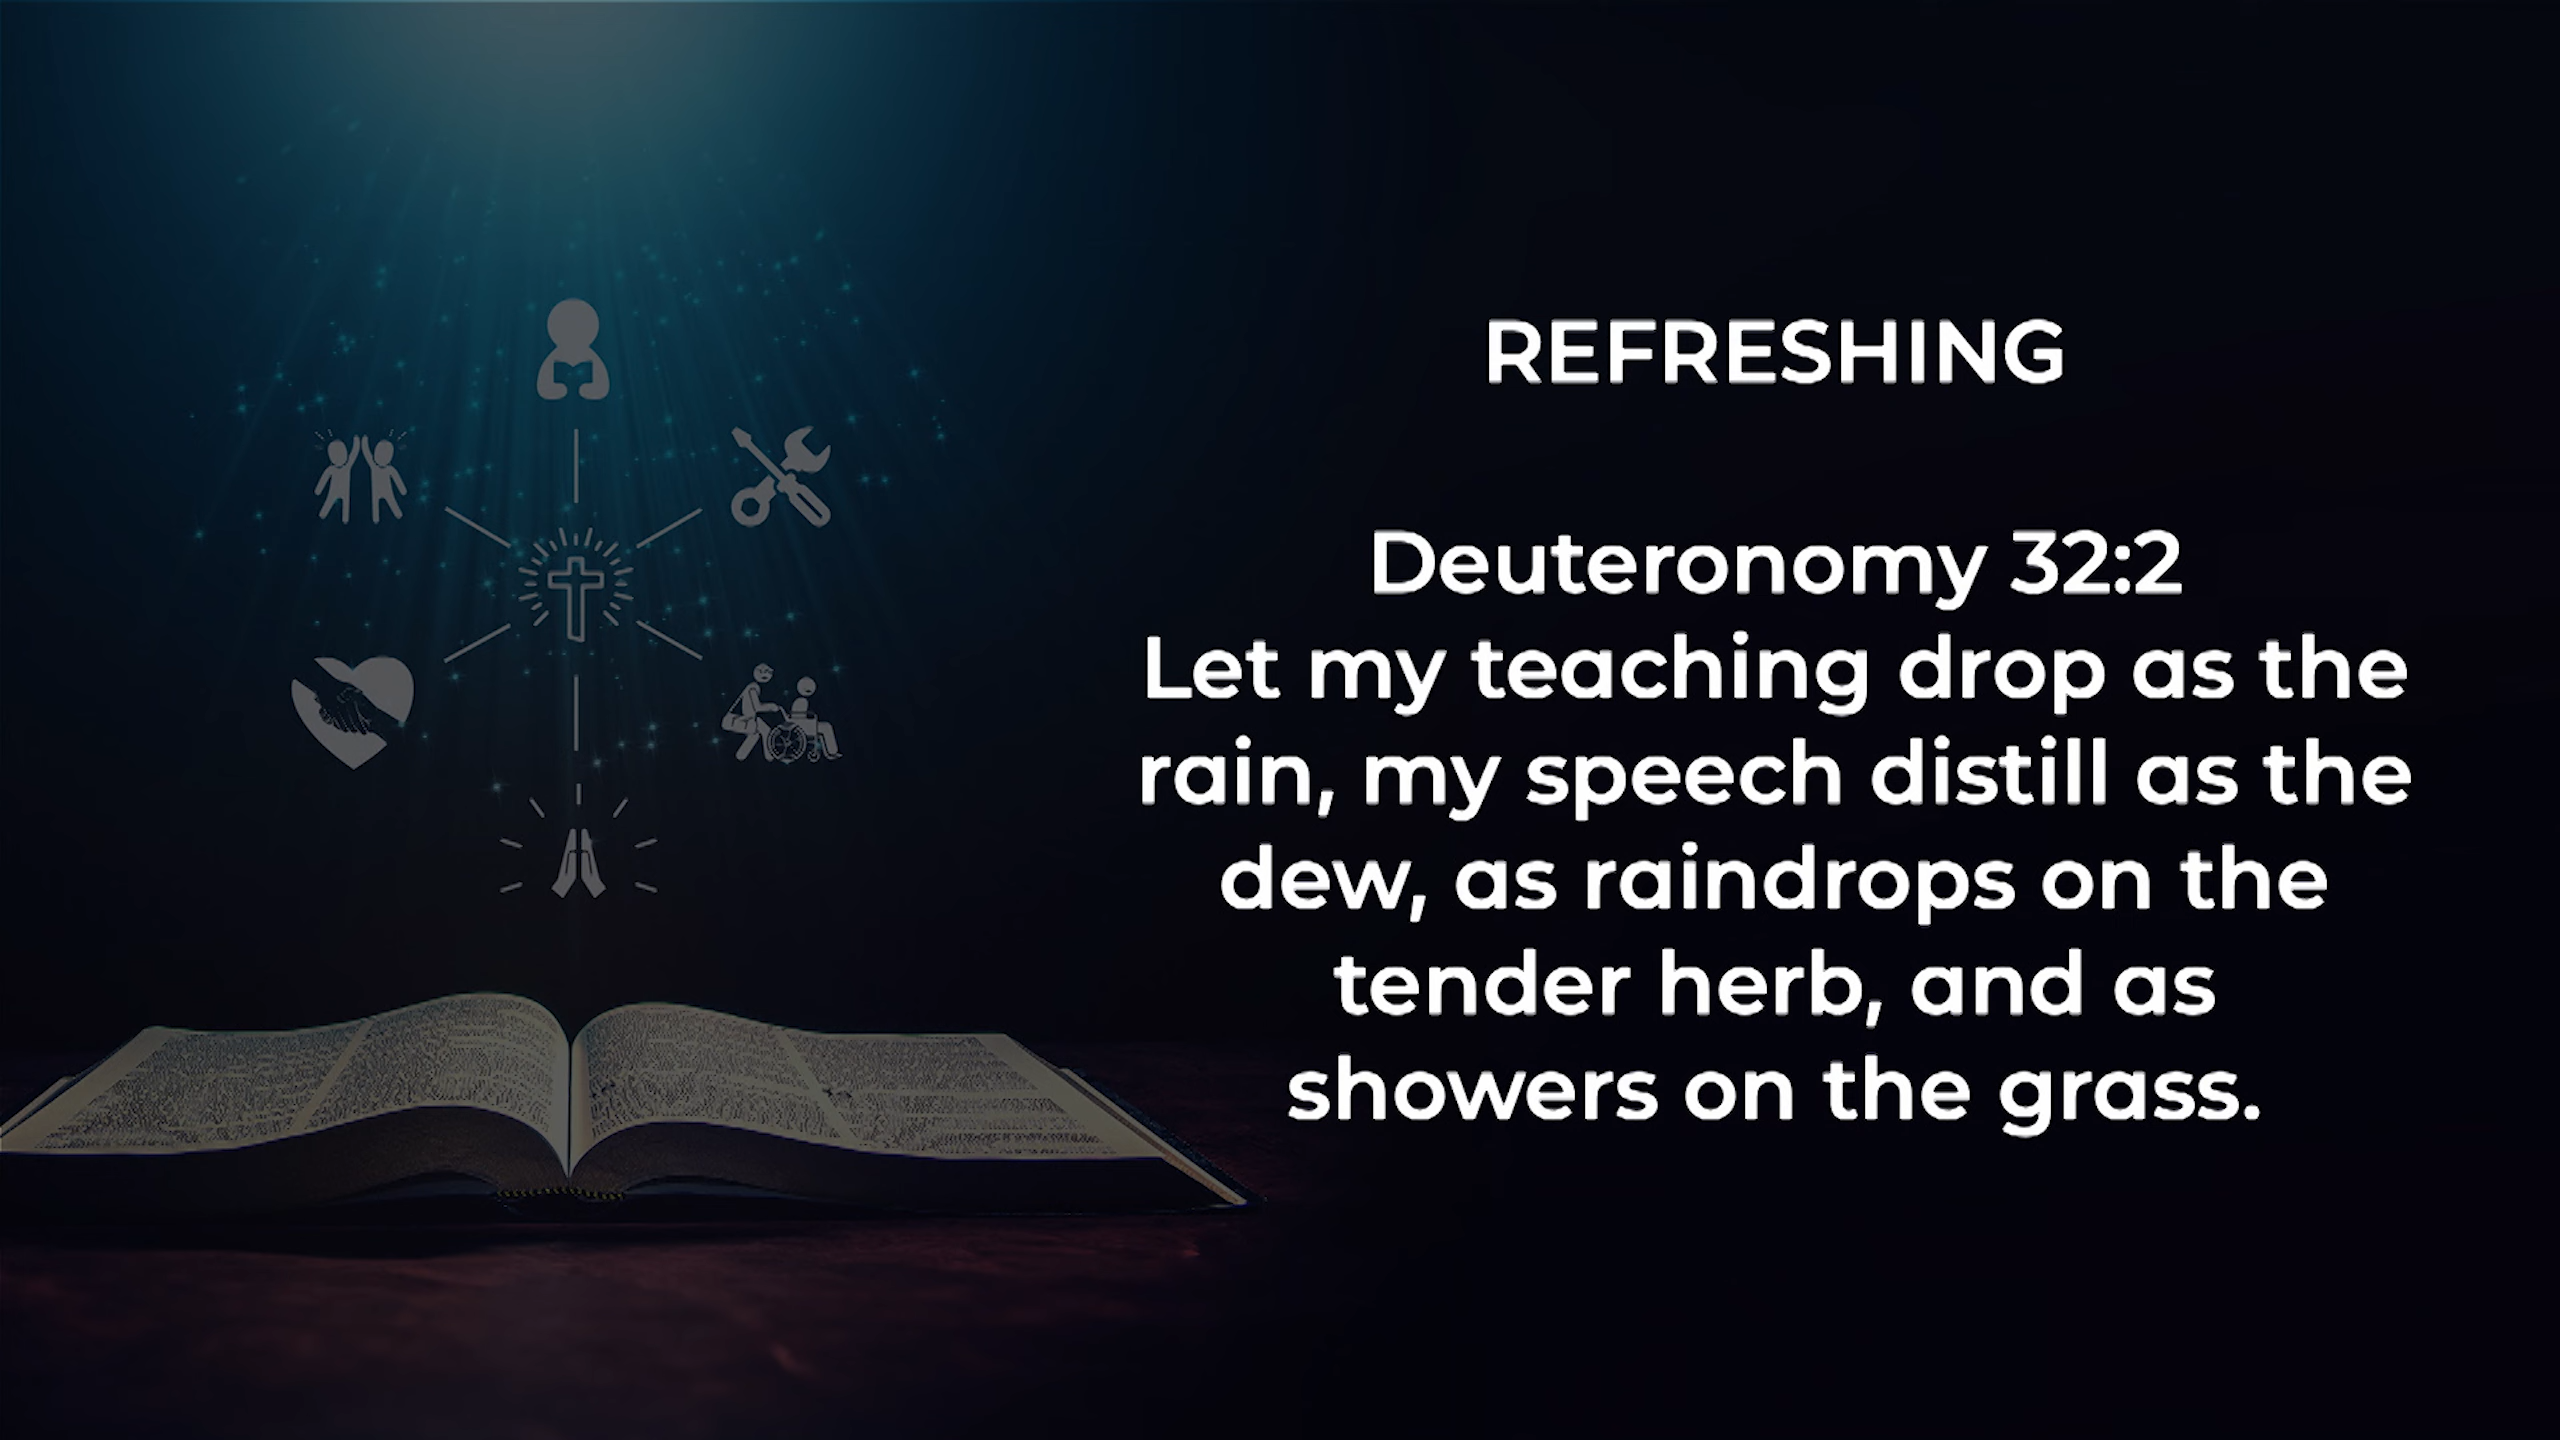 REFRESHING
Deuteronomy 32:2
Let my teaching drop as the
rain, my speech distill as the
dew, as raindrops on the
tender herb, and as
showers on the grass.